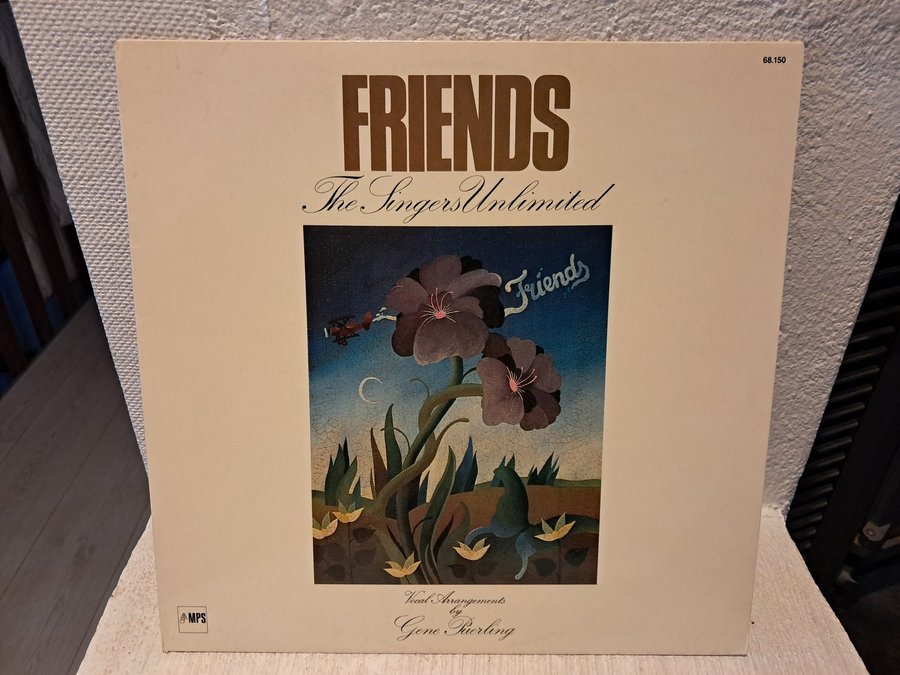 68.150
FRIENDS
The Singers Unlimited
Friends
Vocal Arrangements
by
Gene Puerling
MPS